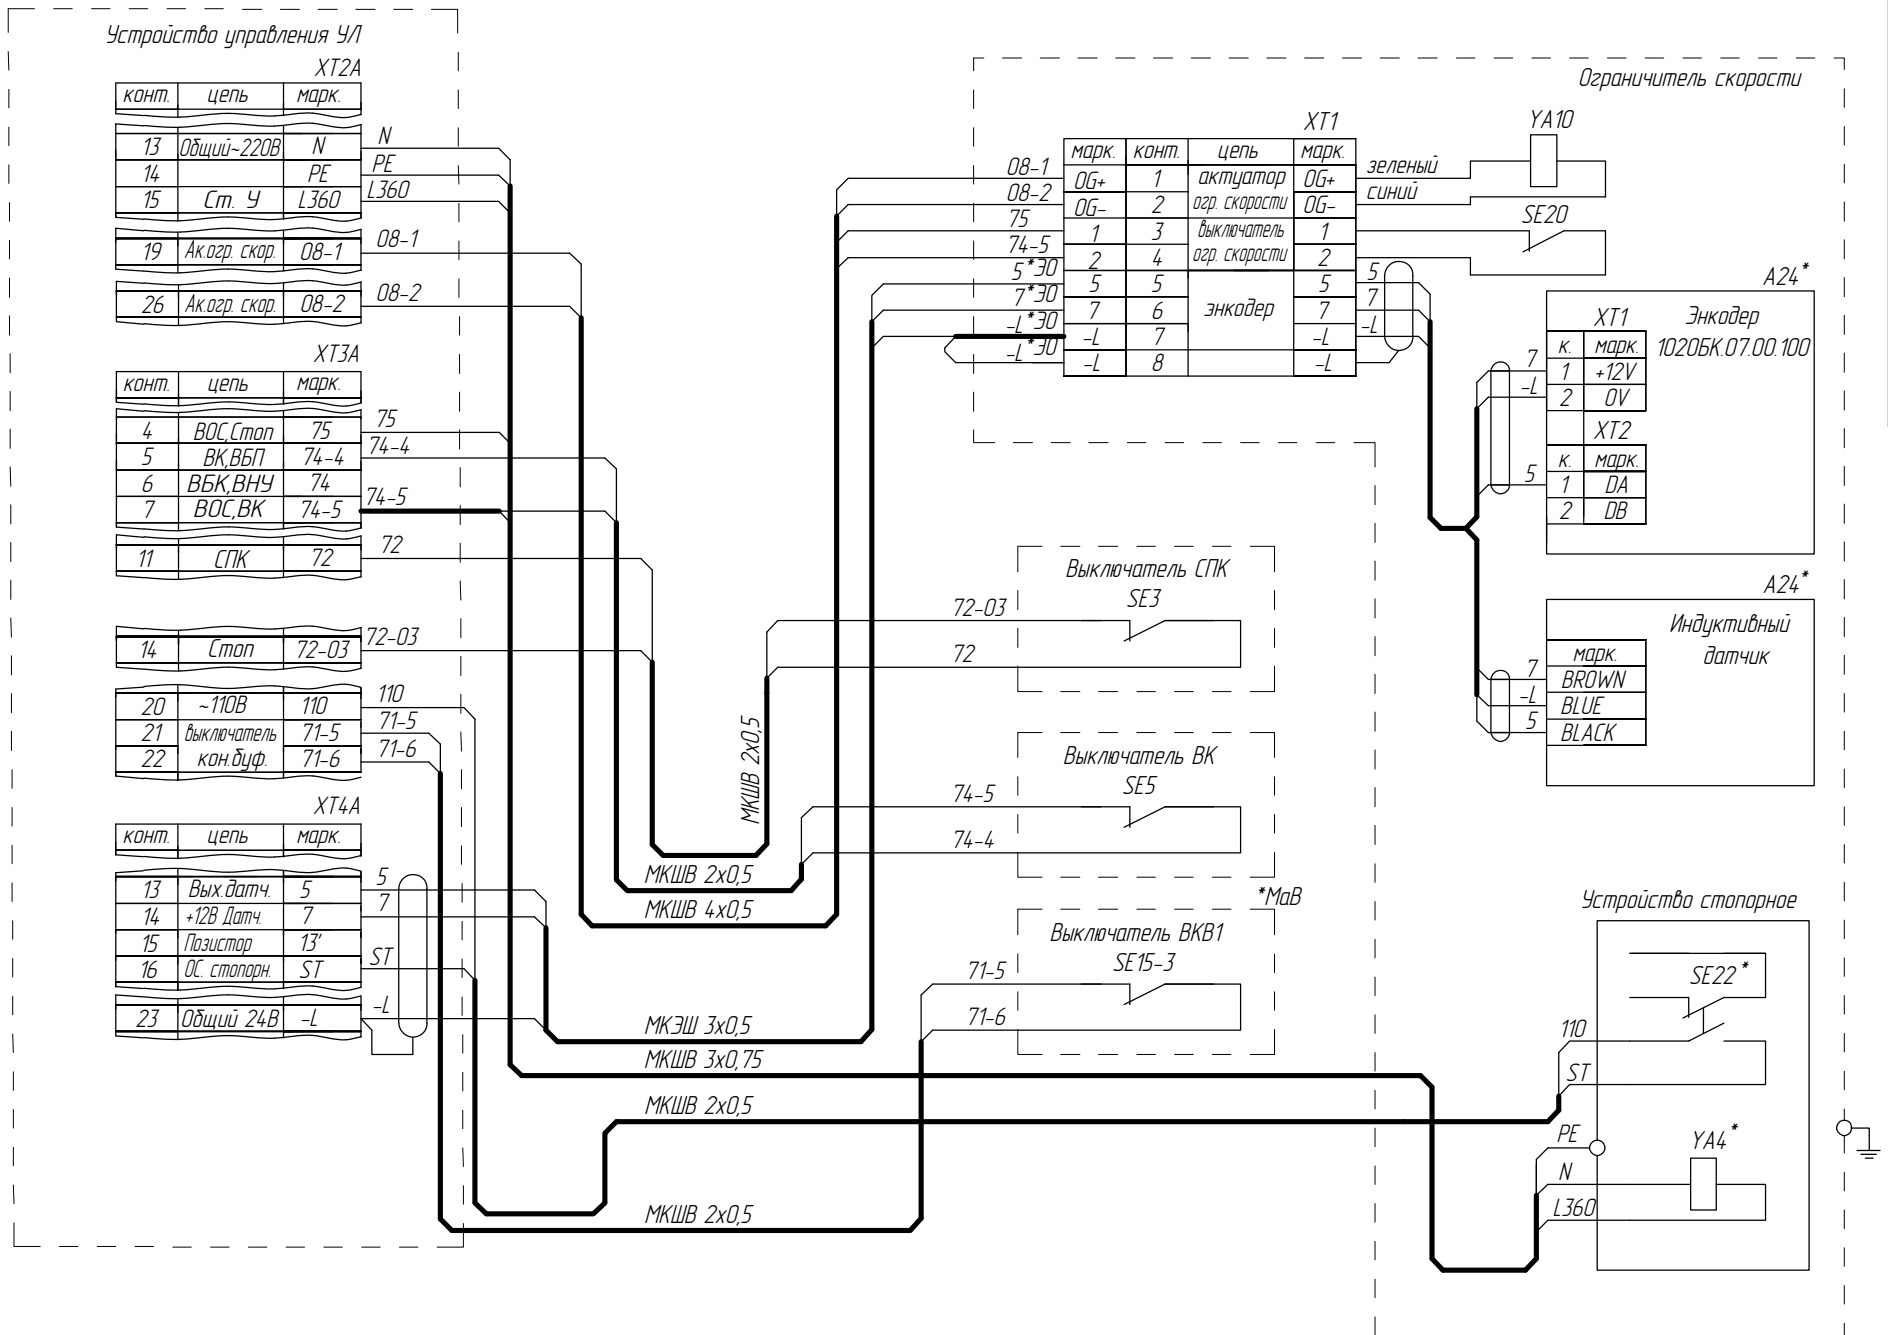 Устройство управления УЛ
XT2A
конт. цепь марк.
13 Общий~220В N N
14 PE PE
15 Ст. У L360 L360
19 Ак.огр. скор. 08-1 08-1
26 Ак.огр. скор. 08-2 08-2
XT3A
конт. цепь марк.
4 ВОС,Стоп 75 75
5 ВК,ВБП 74-4 74-4
6 ВБК,ВНУ 74
7 ВОС,ВК 74-5 74-5
11 СПК 72 72
14 Стоп 72-03 72-03
20 ~110В 110 110
21 выключатель 71-5 71-5
22 кон.буф. 71-6 71-6
XT4A
конт. цепь марк.
13 Вых.датч. 5 5
14 +12В Датч. 7 7
15 Позистор 13'
16 ОС. стопорн. ST ST
23 Общий 24В -L -L
МКШВ 2x0,5
МКШВ 2x0,5
МКШВ 4x0,5
МКЭШ 3x0,5
МКШВ 3x0,75
МКШВ 2x0,5
МКШВ 2x0,5
Ограничитель скорости
XT1
марк. конт. цепь марк.
08-1 OG+ 1 актуатор OG+ зеленый
08-2 OG- 2 огр. скорости OG- синий
75 1 3 выключатель 1
74-5 2 4 огр. скорости 2
5*ЭО 5 5 5 5
7*ЭО 7 6 энкодер 7 7
-L*ЭО -L 7 -L -L
-L*ЭО -L 8 -L
YA10
SE20
A24*
Энкодер
1020БК.07.00.100
XT1
к. марк.
7 1 +12V
-L 2 0V
XT2
к. марк.
5 1 DA
2 DB
A24*
Индуктивный
датчик
марк.
7 BROWN
-L BLUE
5 BLACK
Выключатель СПК
SE3
72-03
72
Выключатель ВК
SE5
74-5
74-4
*МаВ
Выключатель ВКВ1
SE15-3
71-5
71-6
Устройство стопорное
SE22*
110
ST
PE
YA4*
N
L360